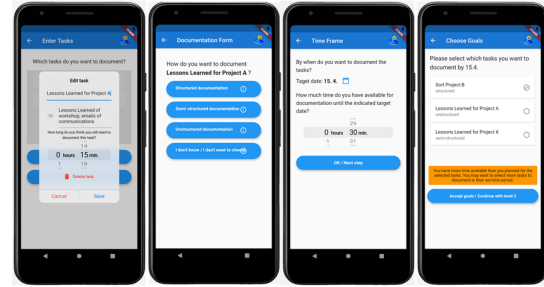 Enter Tasks
Which tasks do you want to document?
Edit task
Lessons Learned for Project A
Lessons Learned of
workshop, emails of
communications
How long do you think you will need to
document this task?
14
0 hours 15 min.
1 16
Delete task
Cancel Save
Documentation Form
How do you want to document
Lessons Learned for Project A ?
Structured documentation
Semi-structured documentation
Unstructured documentation
I don't know / I don't want to choose
Time Frame
By when do you want to document the
tasks?
Taget date: 15. 4.
How much time do you have available for
documentation until the indicated target
date?
29
0 hours 30 min.
1 31
OK / Next step
Choose Goals
Please select which tasks you want to
document by 15.4.
Sort Project B
structured
Lessons Learned for Project A
unstructured
Lessons Learned for Project X
semi-structured
You have more time available than you planned for the
selected tasks. You may want to select more tasks to
document in the set time period.
Accept goals / Continue with level 2